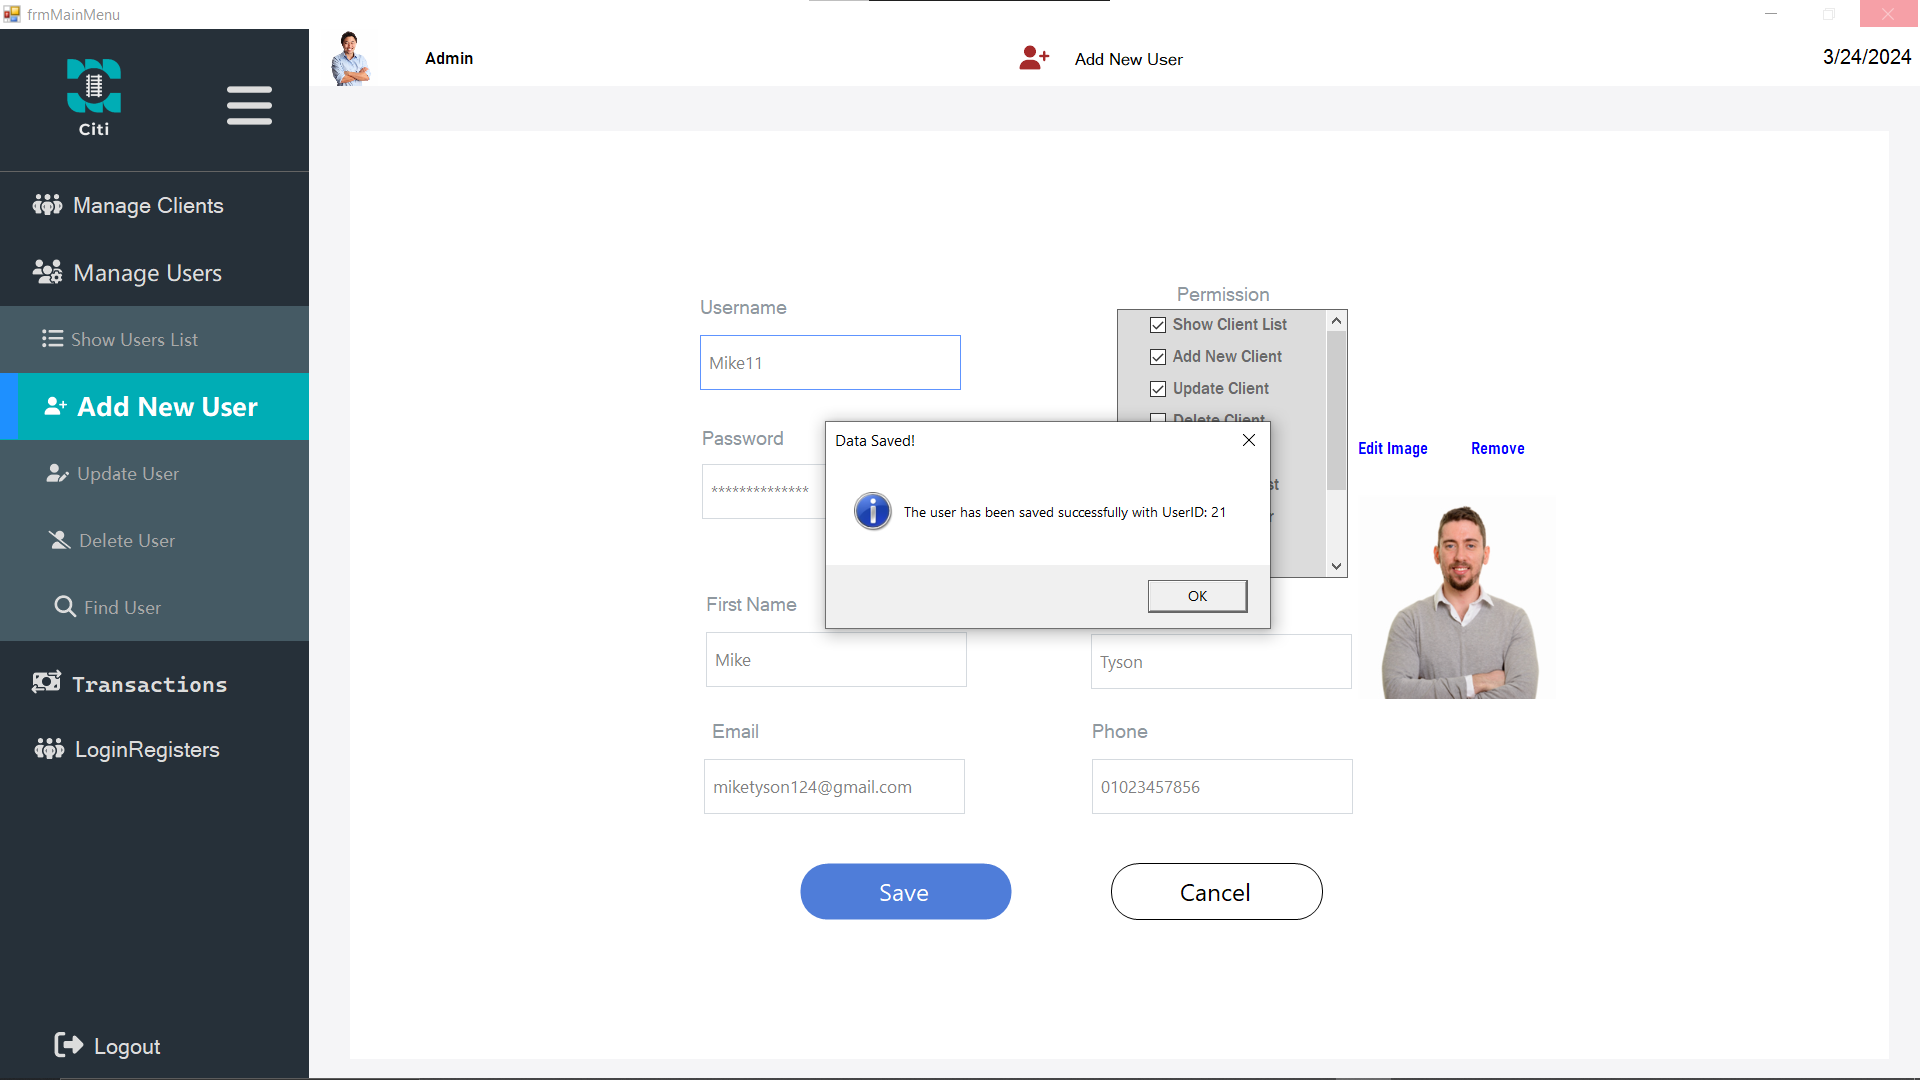 frmMainMenu
Citi
Admin
Add New User
3/24/2024
Manage Clients
Manage Users
Show Users List
Add New User
Update User
Delete User
Find User
Transactions
LoginRegisters
Logout
Username
Mike11
Permission
Show Client List
Add New Client
Update Client
Delete Client
Password
**************
Edit Image
Remove
Data Saved!
The user has been saved successfully with UserID: 21
OK
First Name
Mike
Tyson
Email
miketyson124@gmail.com
Phone
01023457856
Save
Cancel